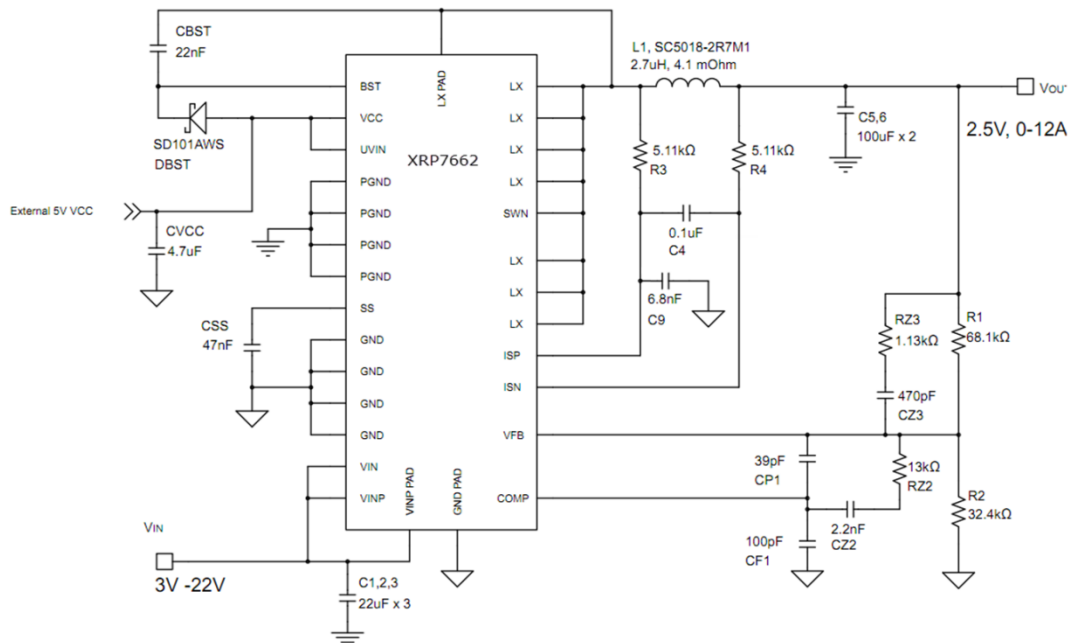 CBST
22nF
SD101AWS
DBST
External 5V VCC
CVCC
4.7uF
CSS
47nF
VIN
3V -22V
C1,2,3
22uF x 3
BST
VCC
UVIN
PGND
PGND
PGND
PGND
SS
GND
GND
GND
GND
VIN
VINP
LX PAD
XRP7662
VINP PAD
GND PAD
LX
LX
LX
LX
SWN
LX
LX
LX
ISP
ISN
VFB
COMP
L1, SC5018-2R7M1
2.7uH, 4.1 mOhm
5.11kΩ
R3
5.11kΩ
R4
0.1uF
C4
6.8nF
C9
C5,6
100uF x 2
2.5V, 0-12A
RZ3
1.13kΩ
R1
68.1kΩ
470pF
CZ3
39pF
CP1
13kΩ
RZ2
2.2nF
CZ2
100pF
CF1
R2
32.4kΩ